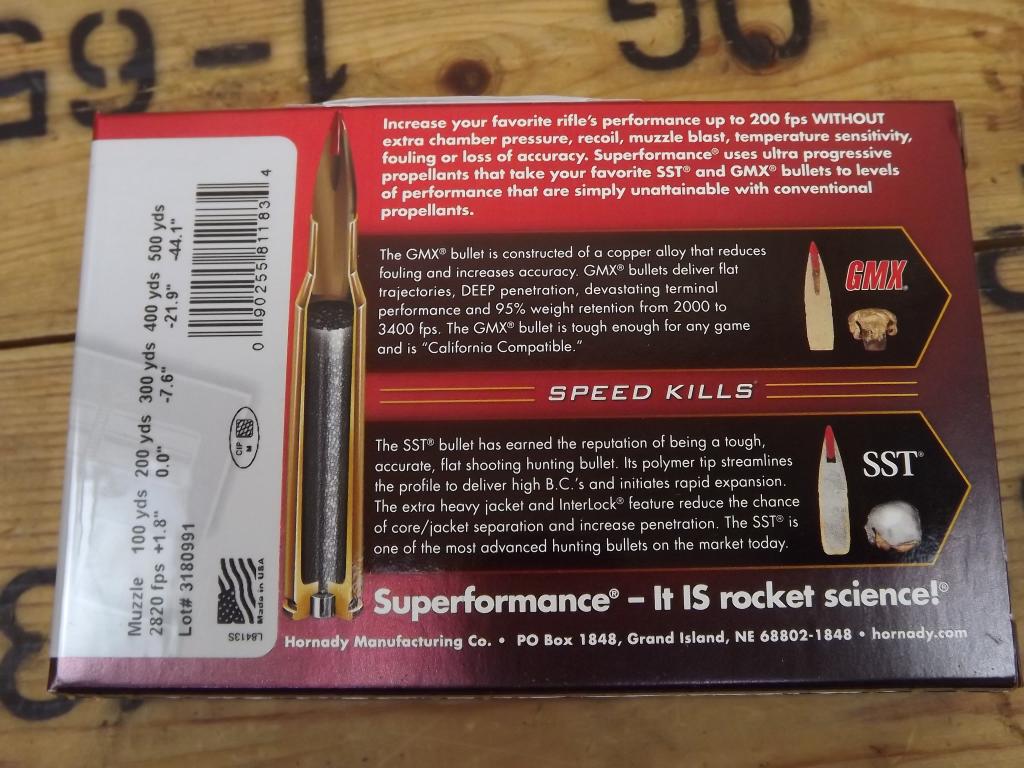 Increase your favorite rifle's performance up to 200 fps WITHOUT
extra chamber pressure, recoil, muzzle blast, temperature sensitivity,
fouling or loss of accuracy. Superformance® uses ultra progressive
propellants that take your favorite SST® and GMX® bullets to levels
of performance that are simply unattainable with conventional
propellants.
The GMX® bullet is constructed of a copper alloy that reduces
fouling and increases accuracy. GMX® bullets deliver flat
trajectories, DEEP penetration, devastating terminal
performance and 95% weight retention from 2000 to
3400 fps. The GMX® bullet is tough enough for any game
and is “California Compatible.”
GMX®
SPEED KILLS
The SST® bullet has earned the reputation of being a tough,
accurate, flat shooting hunting bullet. Its polymer tip streamlines
the profile to deliver high B.C.'s and initiates rapid expansion.
The extra heavy jacket and InterLock® feature reduce the chance
of core/jacket separation and increase penetration. The SST® is
one of the most advanced hunting bullets on the market today.
SST®
Superformance® – It IS rocket science!®
Hornady Manufacturing Co. • PO Box 1848, Grand Island, NE 68802-1848 • hornady.com
Muzzle 100 yds 200 yds 300 yds 400 yds 500 yds
2820 fps +1.8" 0.0" -7.6" -21.9" -44.1"
Lot# 3180991
0 90255 81183 4
CIP
M
Made in USA
L8413S